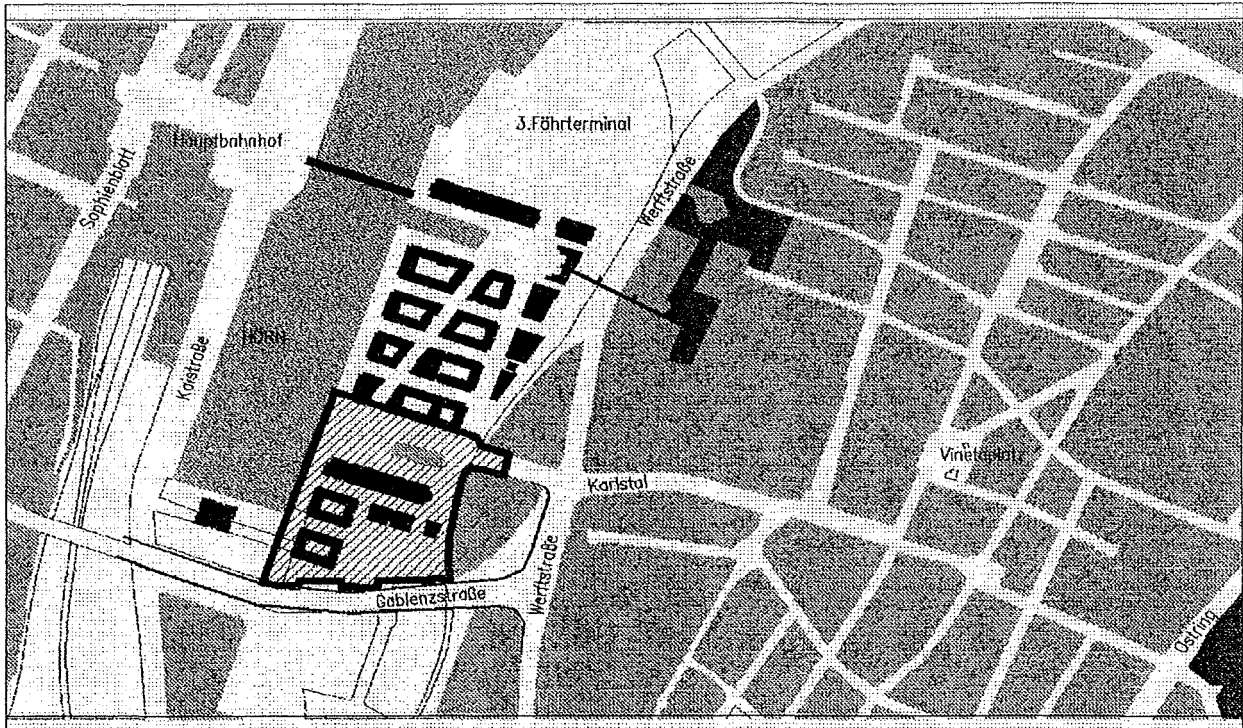 3.Fährterminal
Hauptbahnhof
Sophienblatt
Werftstraße
HÖRN
Kaistraße
Vinetaplatz
Karlstal
Werftstraße
Gablenzstraße
Ostring